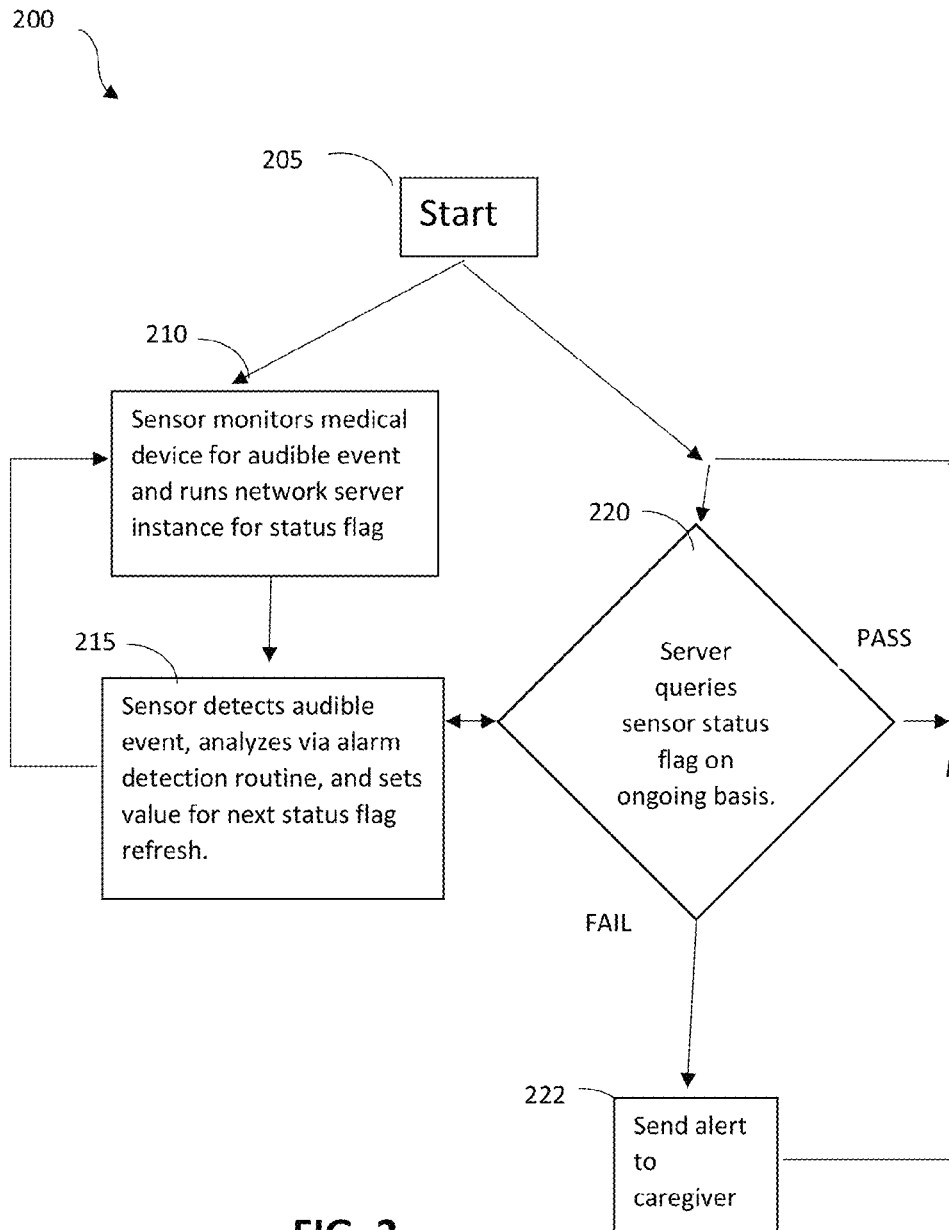 200
205
Start
210
Sensor monitors medical
device for audible event
and runs network server
instance for status flag
220
215
Sensor detects audible
event, analyzes via alarm
detection routine, and sets
value for next status flag
refresh.
Server
queries
sensor status
flag on
ongoing basis.
PASS
FAIL
222
Send alert
to
caregiver
FIG.